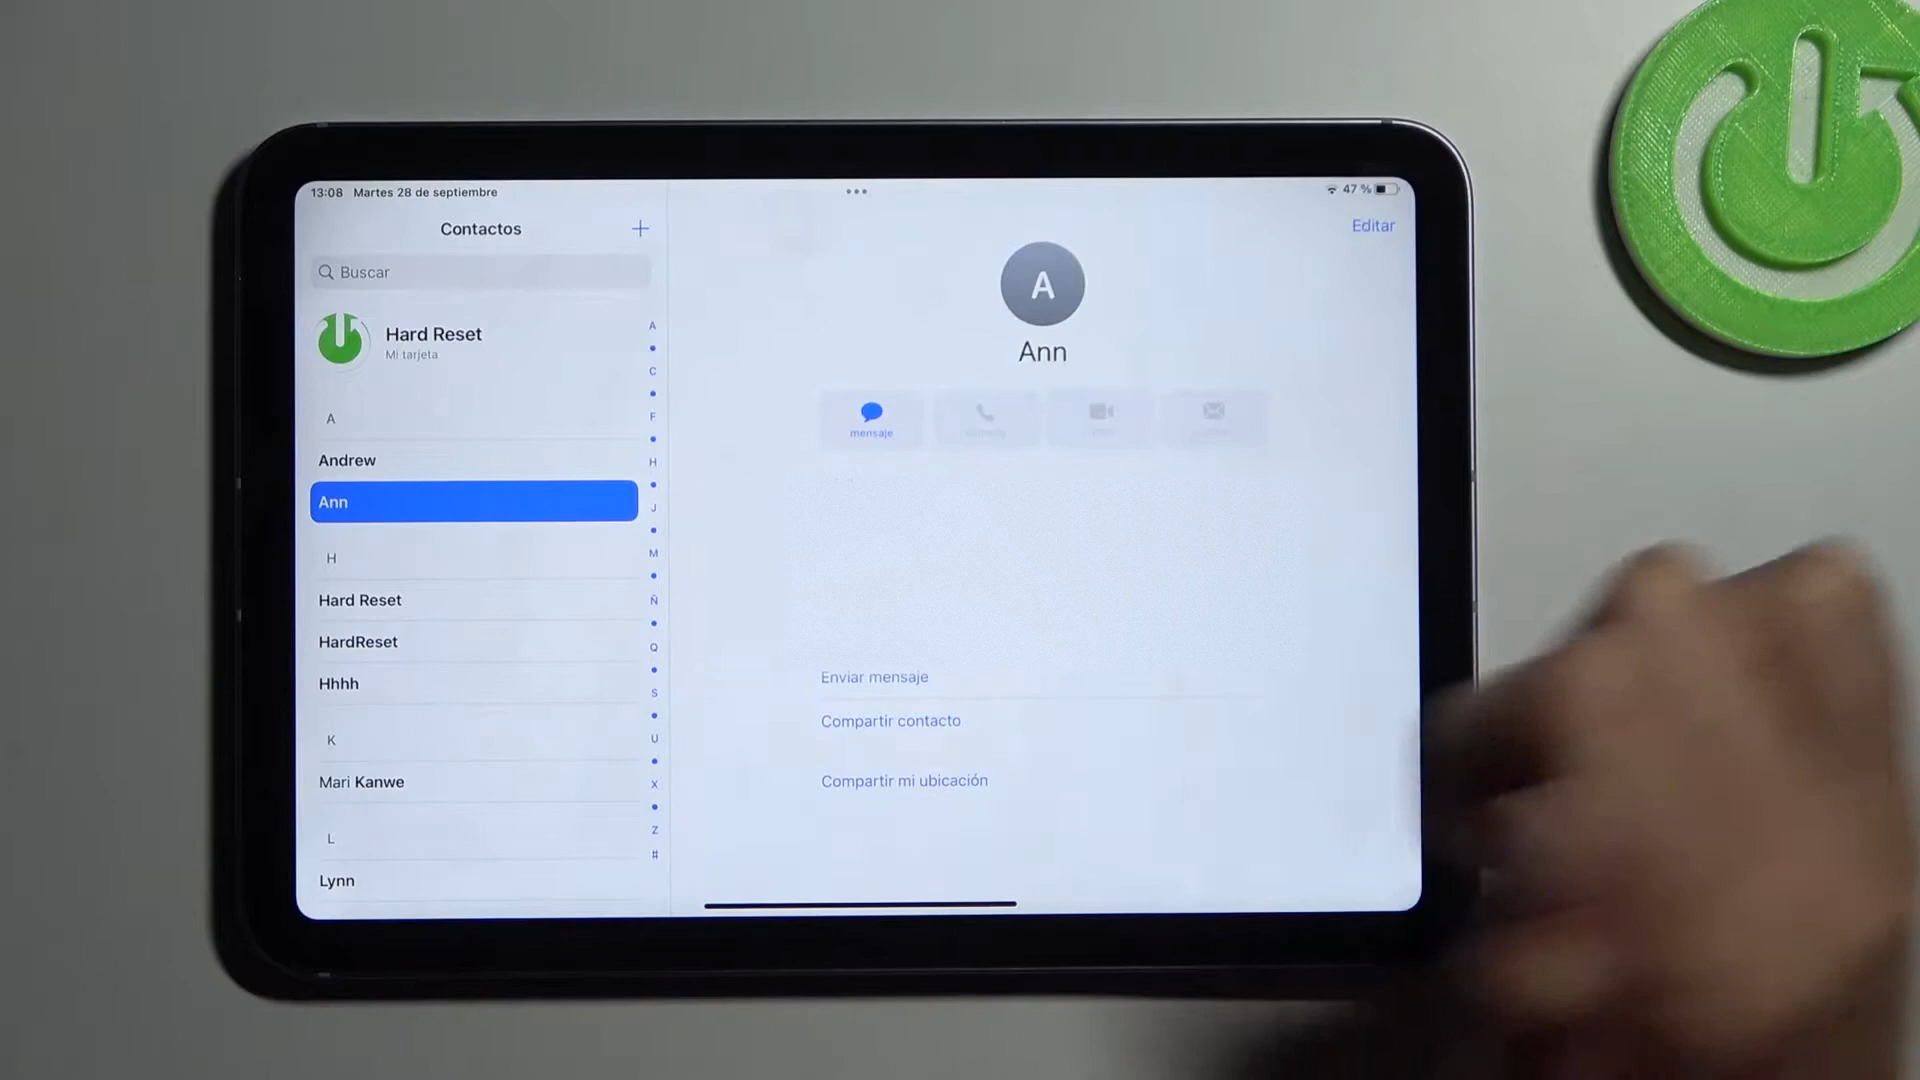 13:08 Martes 28 de septiembre
47 %
Contactos
+
Editar
Buscar
Hard Reset
Mi tarjeta
A
Andrew
Ann
H
Hard Reset
HardReset
Hhhh
K
Mari Kanwe
L
Lynn
A
C
F
H
J
M
Ñ
Q
S
U
X
Z
#
A
Ann
mensaje
Enviar mensaje
Compartir contacto
Compartir mi ubicación